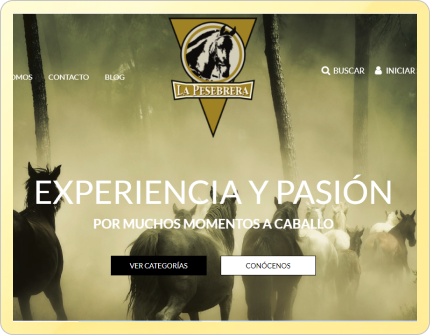 OMOS CONTACTO BLOG
LA PESEBRERA
BUSCAR INICIAR
EXPERIENCIA Y PASIÓN
POR MUCHOS MOMENTOS A CABALLO
VER CATEGORÍAS CONÓCENOS